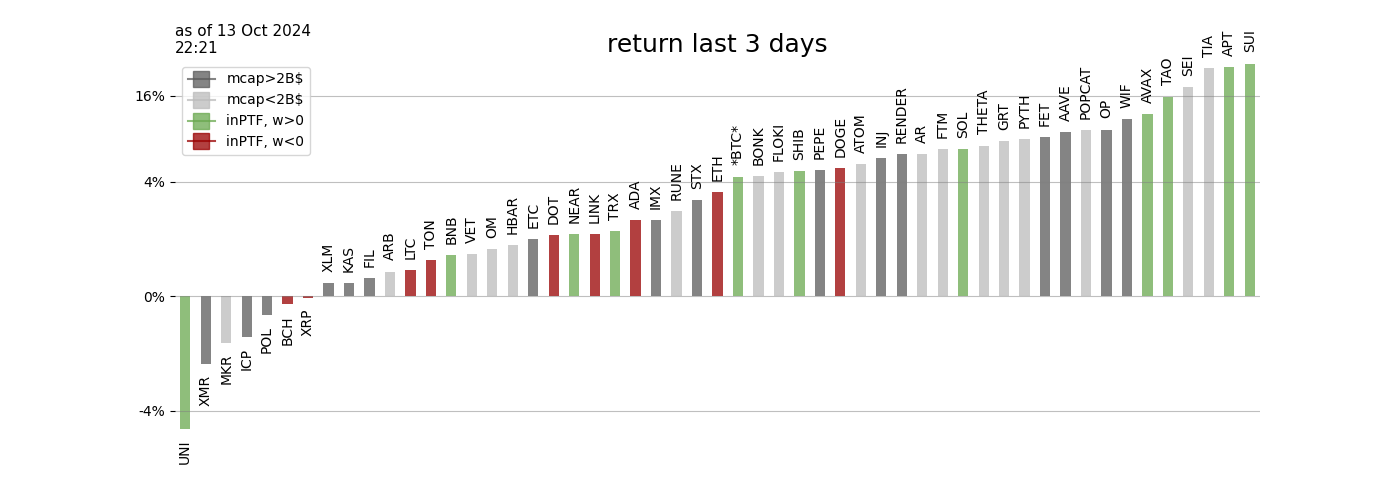 as of 13 Oct 2024
22:21
return last 3 days
mcap>2B$
mcap<2B$
inPTF, w>0
inPTF, w<0
16%
4%
0%
-4%
UNI
XMR
MKR
ICP
POL
BCH
XRP
XLM
KAS
FIL
ARB
LTC
TON
BNB
VET
OM
HBAR
ETC
DOT
NEAR
LINK
TRX
ADA
IMX
RUNE
STX
ETH
*BTC*
BONK
FLOKI
SHIB
PEPE
DOGE
ATOM
INJ
RENDER
AR
FTM
SOL
THETA
GRT
PYTH
FET
AAVE
POPCAT
OP
WIF
AVAX
TAO
SEI
TIA
APT
SUI